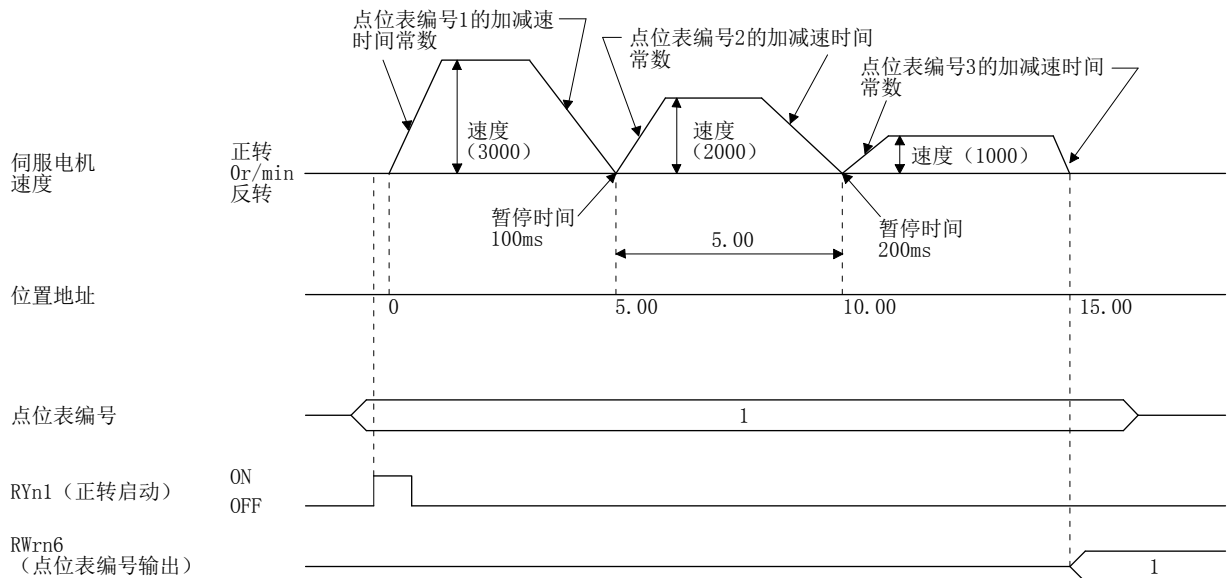 点位表编号1的加减速
时间常数
点位表编号2的加减速时间
常数
点位表编号3的加减速时间
常数
伺服电机
速度
正转
0r/min
反转
速度
（3000）
速度
（2000）
速度（1000）
暂停时间
100ms
5.00
暂停时间
200ms
位置地址
0
5.00
10.00
15.00
点位表编号
1
RYn1（正转启动）
ON
OFF
RWrn6
（点位表编号输出）
1